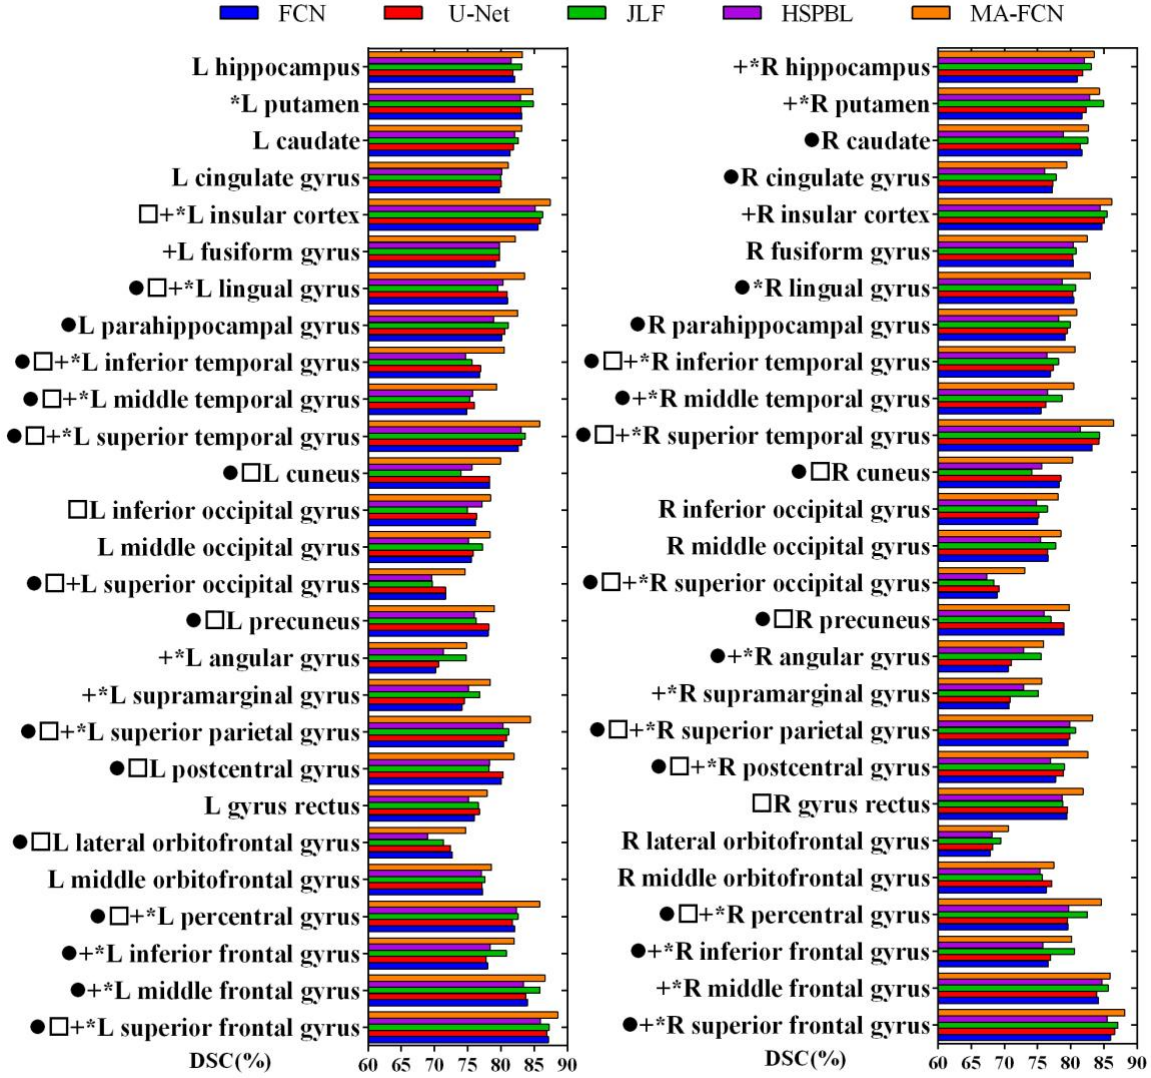 FCN U-Net JLF HSPBL MA-FCN
L hippocampus
*L putamen
L caudate
L cingulate gyrus
□+*L insular cortex
+L fusiform gyrus
●□+*L lingual gyrus
●L parahippocampal gyrus
●□+*L inferior temporal gyrus
●□+*L middle temporal gyrus
●□+*L superior temporal gyrus
●□L cuneus
□L inferior occipital gyrus
L middle occipital gyrus
●□+L superior occipital gyrus
●□L precuneus
+*L angular gyrus
+*L supramarginal gyrus
●□+*L superior parietal gyrus
●□L postcentral gyrus
L gyrus rectus
●□L lateral orbitofrontal gyrus
L middle orbitofrontal gyrus
●□+*L percentral gyrus
●+*L inferior frontal gyrus
●+*L middle frontal gyrus
●□+*L superior frontal gyrus
DSC(%)
60 65 70 75 80 85 90
+*R hippocampus
+*R putamen
●R caudate
●R cingulate gyrus
+R insular cortex
R fusiform gyrus
●*R lingual gyrus
●R parahippocampal gyrus
●□+*R inferior temporal gyrus
●+*R middle temporal gyrus
●□+*R superior temporal gyrus
●□R cuneus
R inferior occipital gyrus
R middle occipital gyrus
●□+*R superior occipital gyrus
●□R precuneus
●+*R angular gyrus
+*R supramarginal gyrus
●□+*R superior parietal gyrus
●□+*R postcentral gyrus
□R gyrus rectus
R lateral orbitofrontal gyrus
R middle orbitofrontal gyrus
●□+*R percentral gyrus
●+*R inferior frontal gyrus
+*R middle frontal gyrus
●+*R superior frontal gyrus
DSC(%)
60 65 70 75 80 85 90